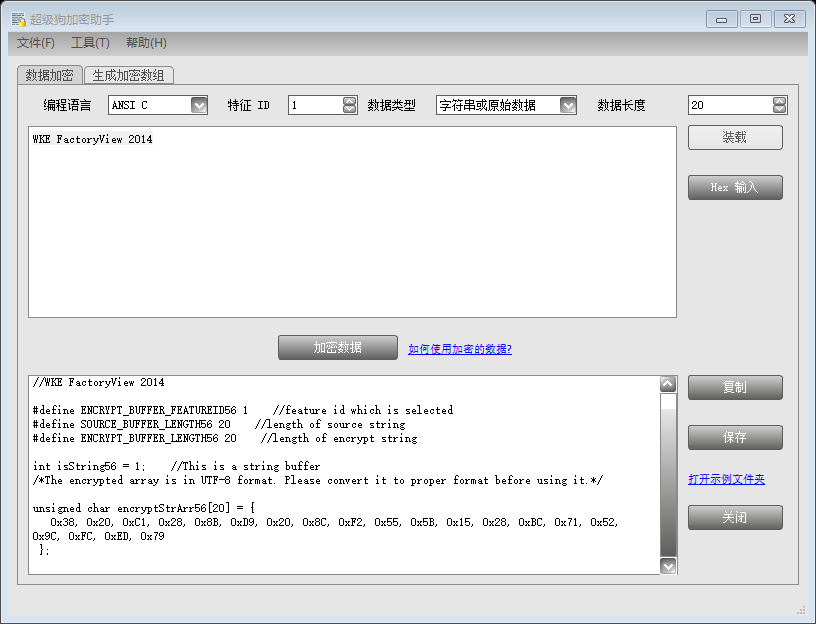 超级狗加密助手
文件(F) 工具(T) 帮助(H)
数据加密 生成加密数组
编程语言 ANSI C 特征 ID 1 数据类型 字符串或原始数据 数据长度 20
WKE FactoryView 2014
装载
Hex 输入
加密数据 如何使用加密的数据?
//WKE FactoryView 2014
#define ENCRYPT_BUFFER_FEATUREID56 1 //feature id which is selected
#define SOURCE_BUFFER_LENGTH56 20 //length of source string
#define ENCRYPT_BUFFER_LENGTH56 20 //length of encrypt string
int isString56 = 1; //This is a string buffer
/*The encrypted array is in UTF-8 format. Please convert it to proper format before using it.*/
unsigned char encryptStrArr56[20] = {
0x38, 0x20, 0xC1, 0x28, 0x8B, 0xD9, 0x20, 0x8C, 0xF2, 0x55, 0x5B, 0x15, 0x28, 0xBC, 0x71, 0x52,
0x9C, 0xFC, 0xED, 0x79
};
复制
保存
打开示例文件夹
关闭